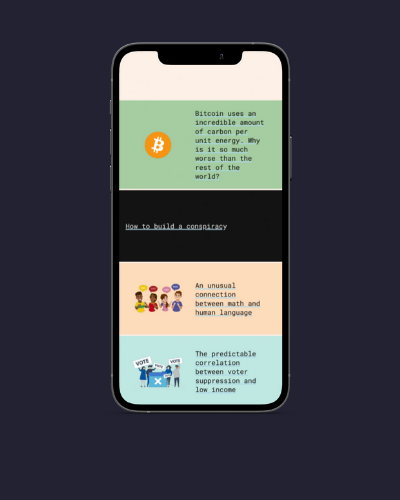 Bitcoin uses an
incredible amount
of carbon per
unit energy. Why
is it so much
worse than the
rest of the
world?
How to build a conspiracy
An unusual
connection
between math and
human language
The predictable
correlation
between voter
suppression and
low income
VOTE
VOTE
VOTE